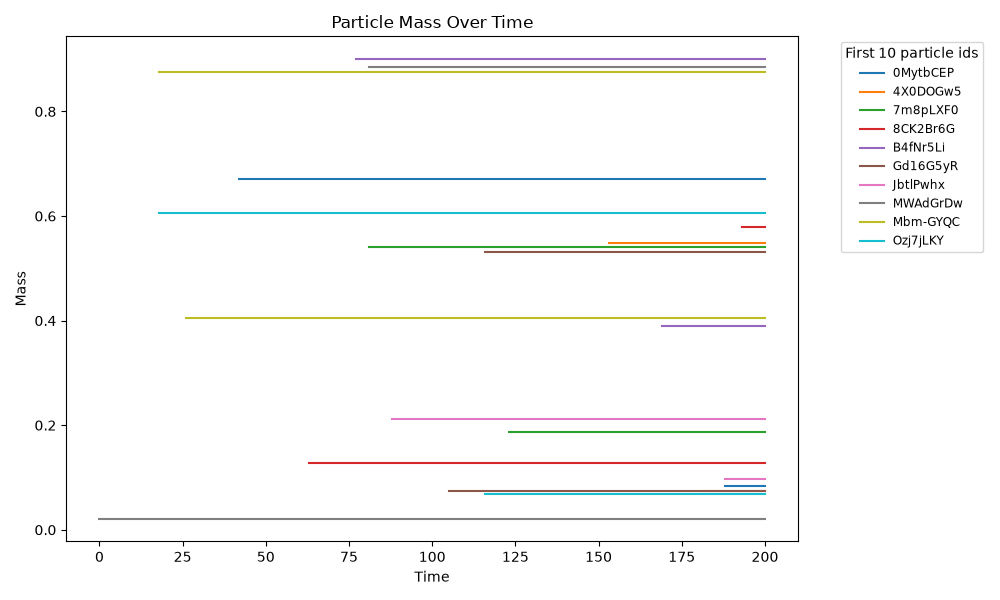 Particle Mass Over Time
First 10 particle ids
0MytbCEP
4X0DOGw5
7m8pLXF0
8CK2Br6G
B4fNr5Li
Gd16G5yR
JbtlPwhx
MWAdGrDw
Mbm-GYQC
Ozj7jLKY
Mass
0.8
0.6
0.4
0.2
0.0
0 25 50 75 100 125 150 175 200
Time